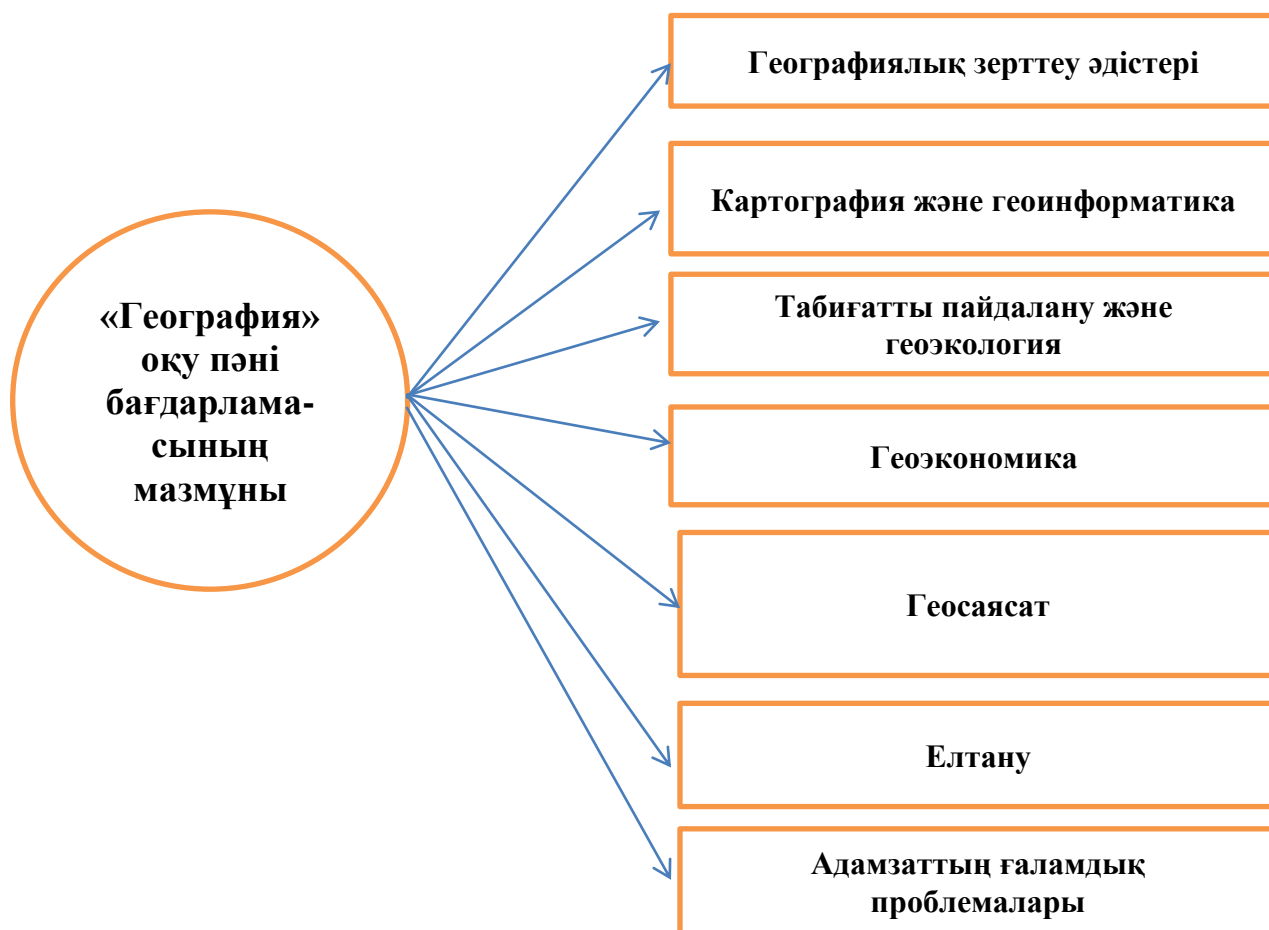 «География»
оқу пәні
бағдарлама-
сының
мазмұны
Географиялық зерттеу әдістері
Картография және геоинформатика
Табиғатты пайдалану және
геоэкология
Геоэкономика
Геосаясат
Елтану
Адамзаттың ғаламдық
проблемалары